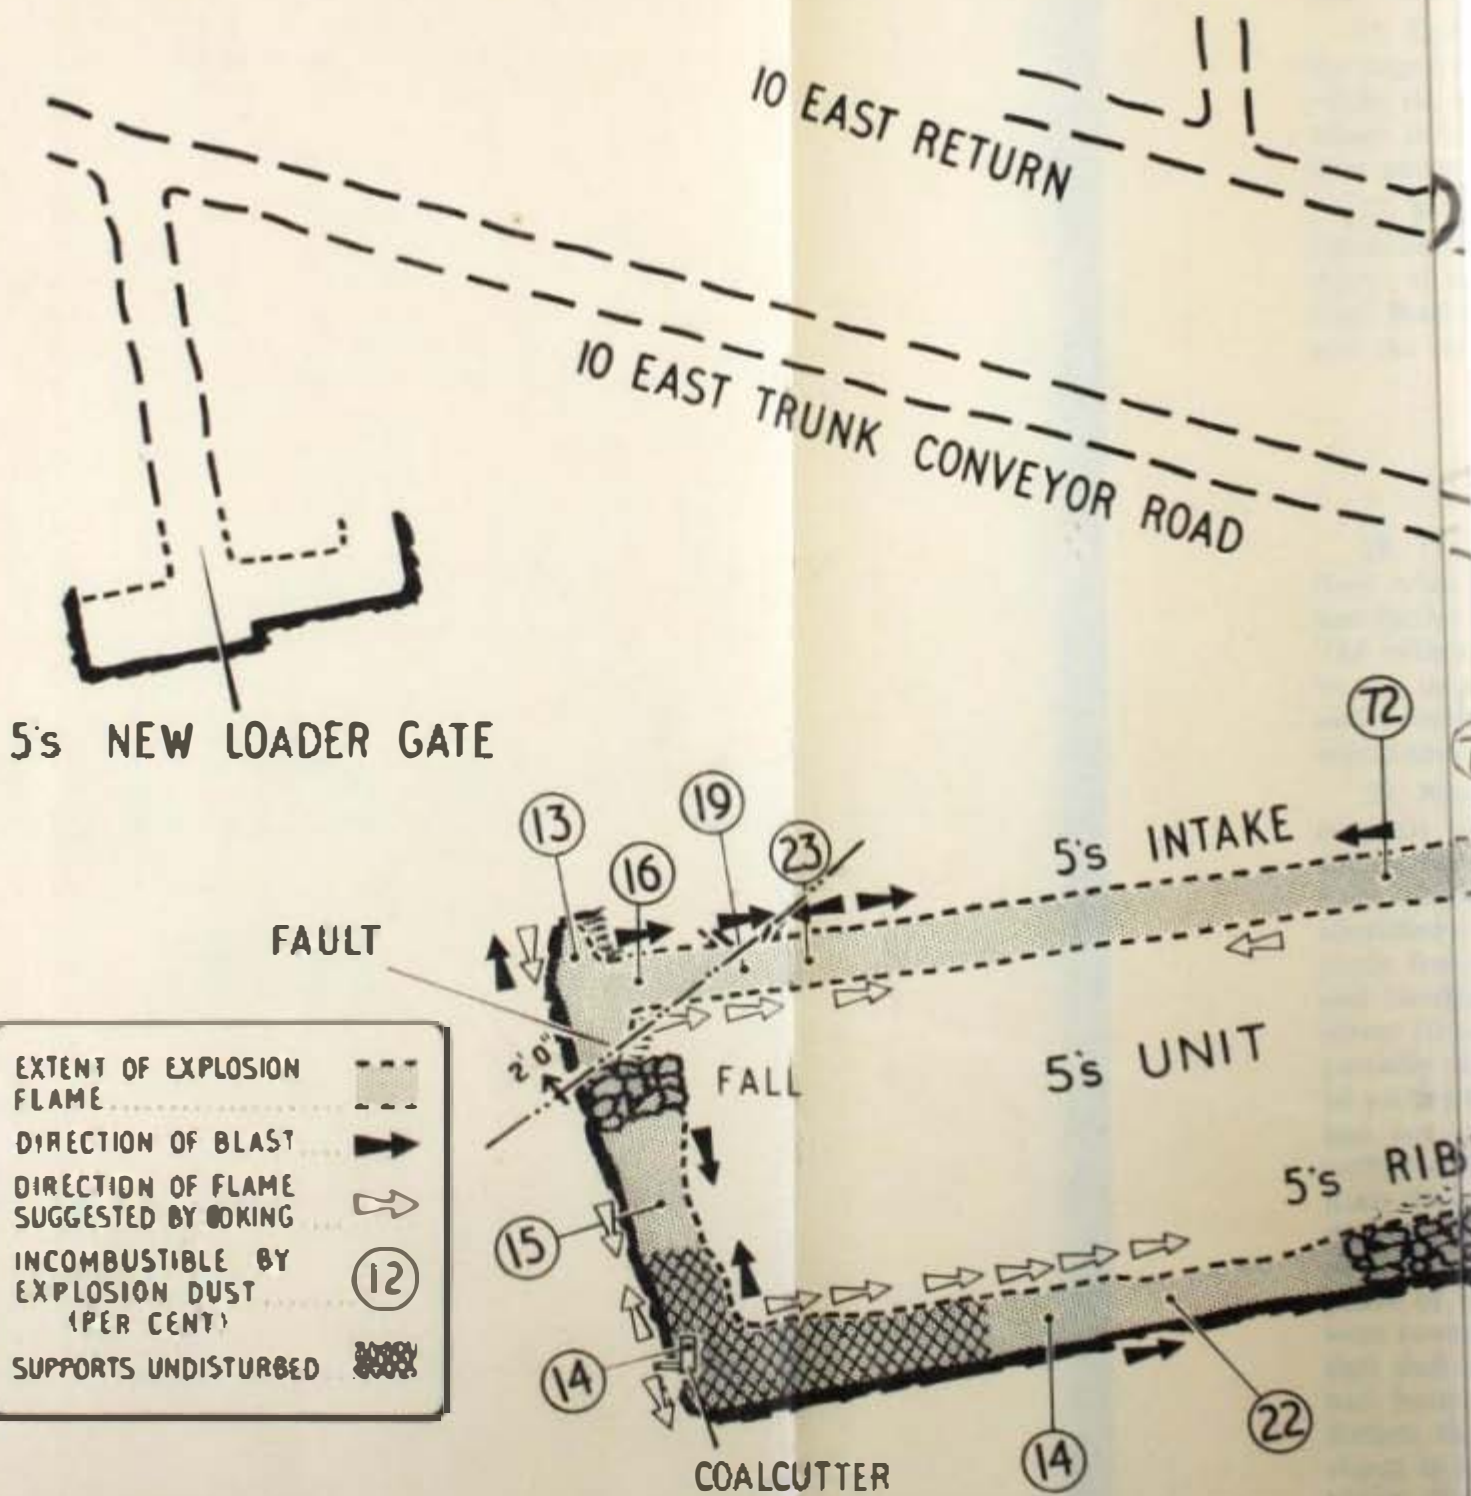 10 EAST RETURN
10 EAST TRUNK CONVEYOR ROAD
5's NEW LOADER GATE
72
13
19
16
23
5's INTAKE
FAULT
2'0"
FALL
5's UNIT
5's RIB
15
14
14
22
COALCUTTER
EXTENT OF EXPLOSION
FLAME
DIRECTION OF BLAST
DIRECTION OF FLAME
SUGGESTED BY COKING
INCOMBUSTIBLE BY
EXPLOSION DUST
(PER CENT)
12
SUPPORTS UNDISTURBED